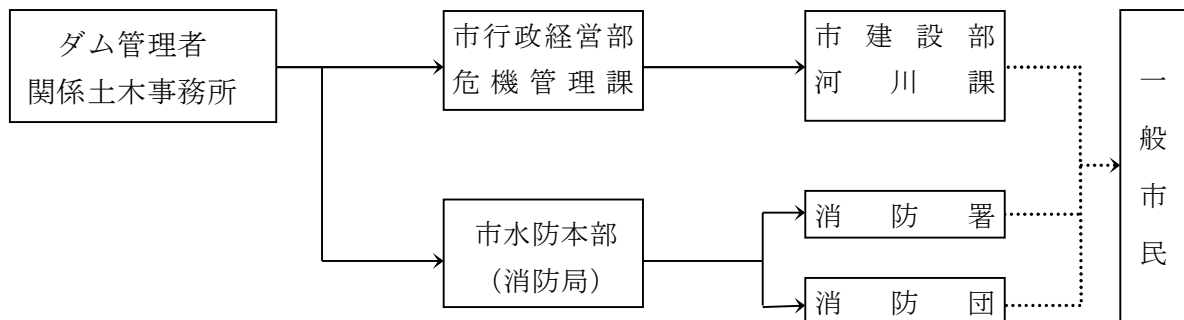 ダム管理者
関係土木事務所
市行政経営部
危機管理課
市建設部
河川課
市水防本部
（消防局）
消防署
消防団
一般市民